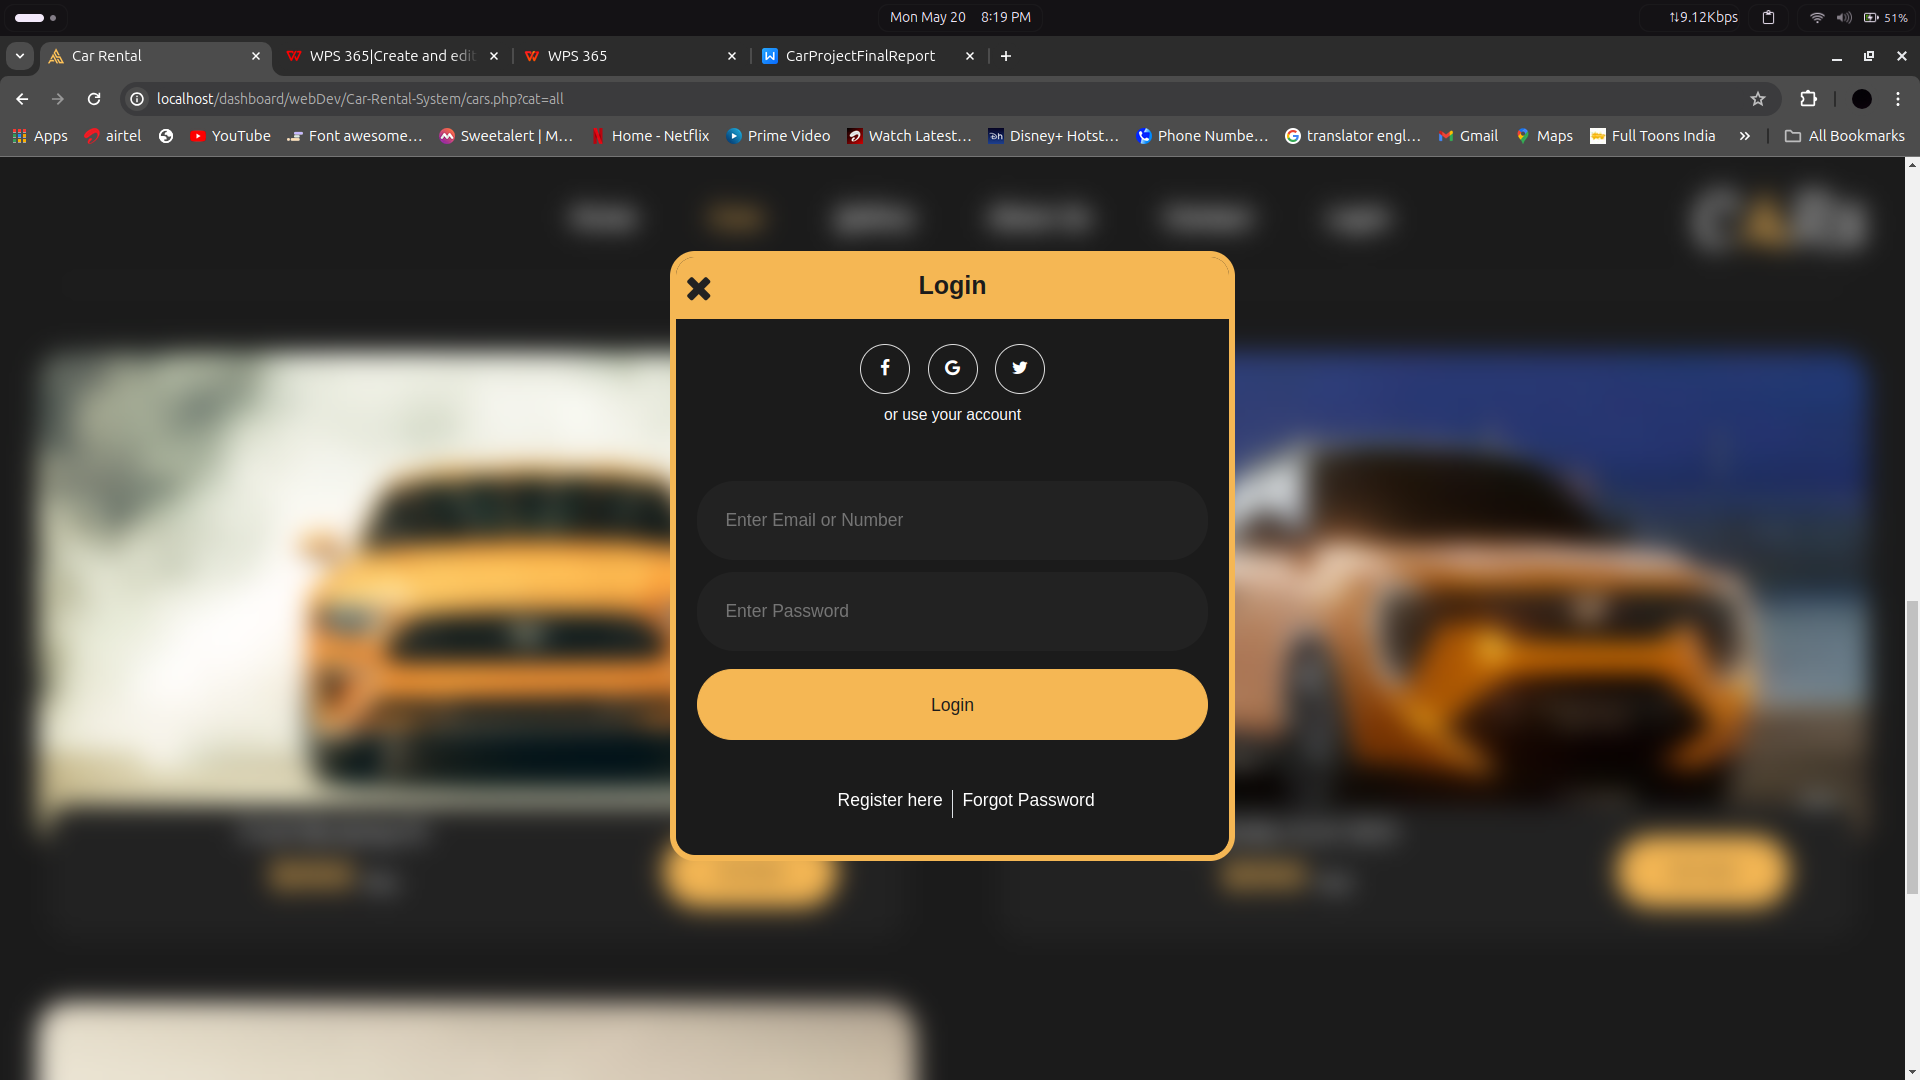 Mon May 20 8:19 PM
⇅9.12Kbps
51%
Car Rental
WPS 365|Create and edit
WPS 365
CarProjectFinalReport
localhost/dashboard/webDev/Car-Rental-System/cars.php?cat=all
Apps
airtel
YouTube
Font awesome...
Sweetalert | M...
Home - Netflix
Prime Video
Watch Latest...
Disney+ Hotst...
Phone Numbe...
translator engl...
Gmail
Maps
Full Toons India
All Bookmarks
Login
or use your account
Enter Email or Number
Enter Password
Login
Register here
Forgot Password